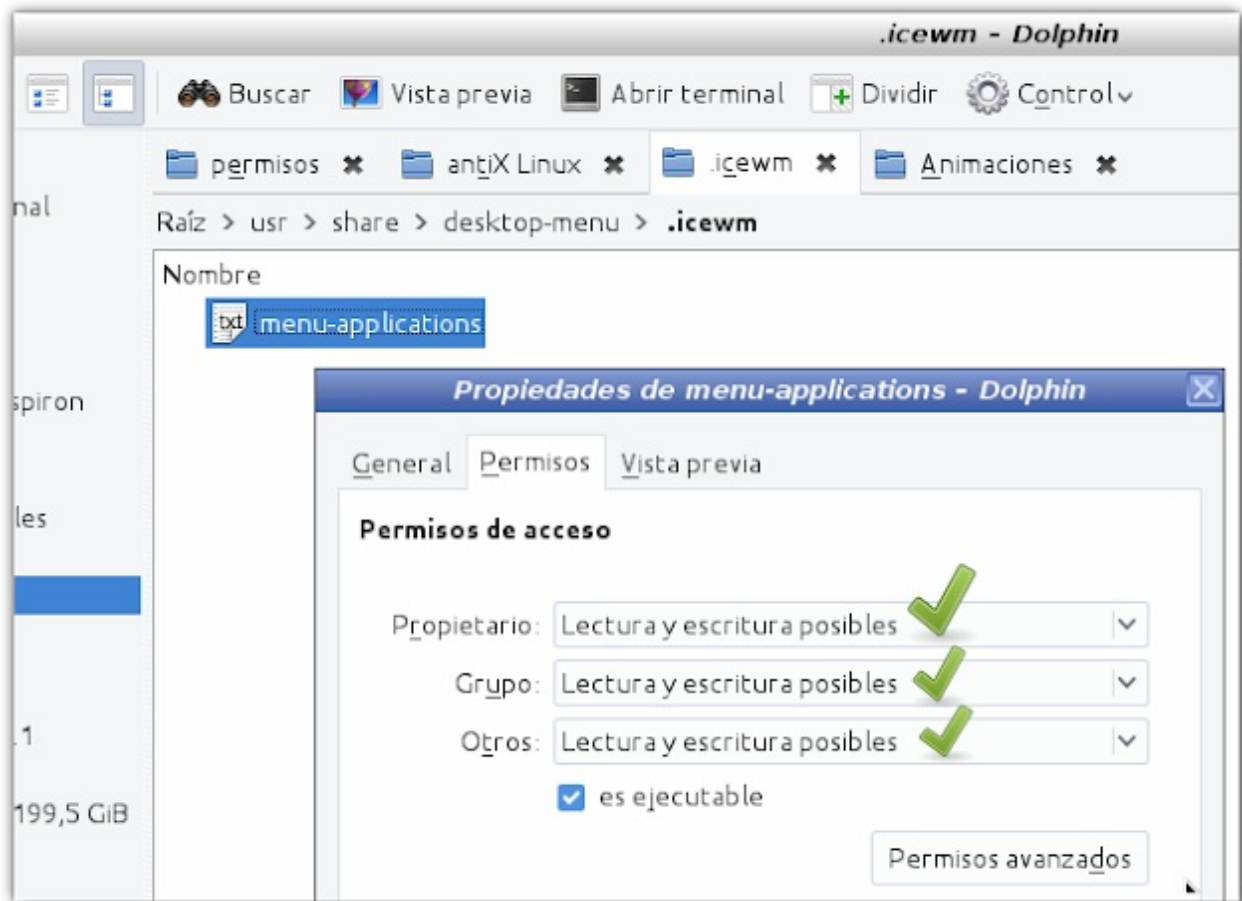 .icewm - Dolphin
Buscar Vista previa Abrir terminal Dividir Control
permisos antiX Linux .icewm Animaciones
nal
Raíz > usr > share > desktop-menu > .icewm
Nombre
txt menu-applications
Propiedades de menu-applications - Dolphin
spiron
General Permisos Vista previa
les
Permisos de acceso
Propietario: Lectura y escritura posibles
Grupo: Lectura y escritura posibles
1
Otros: Lectura y escritura posibles
es ejecutable
199,5 GiB
Permisos avanzados